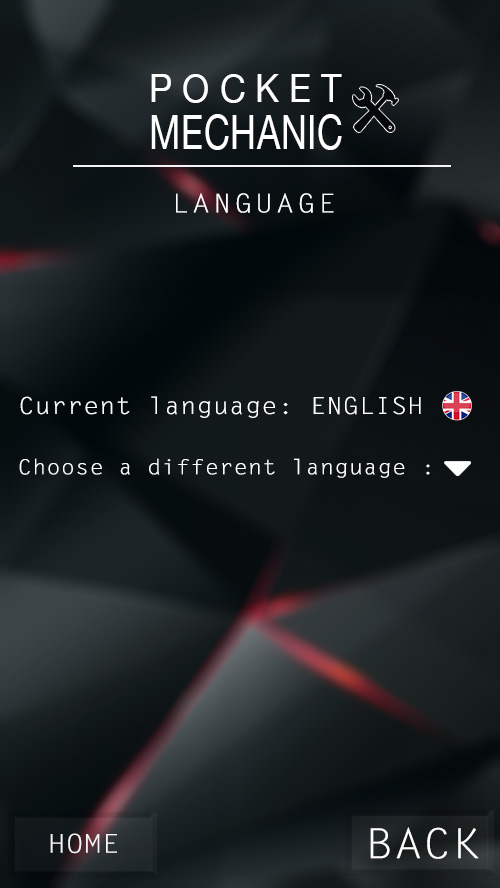 POCKET
MECHANIC
LANGUAGE
Current language: ENGLISH
Choose a different language :
HOME
BACK